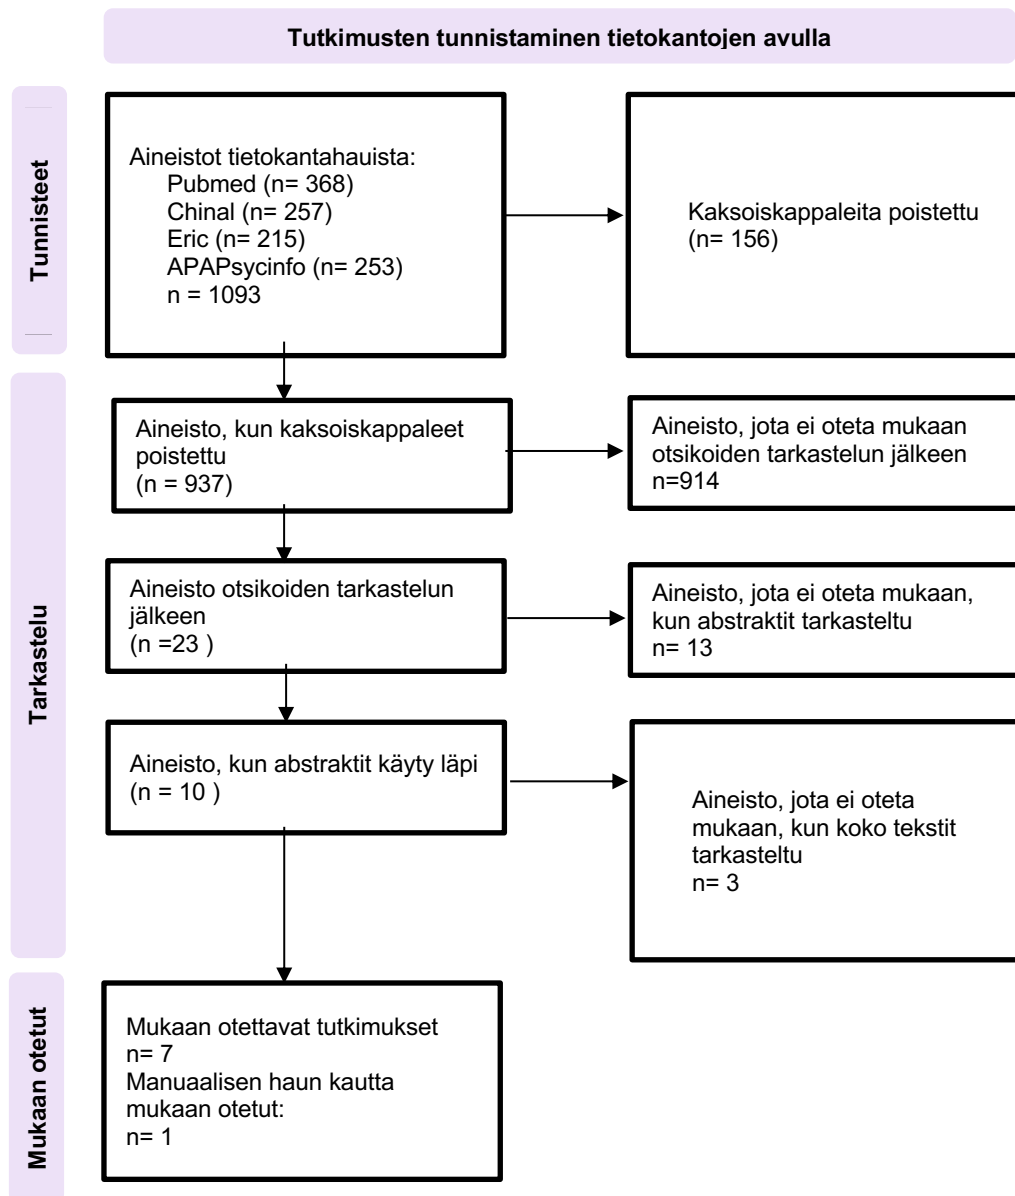 Tutkimusten tunnistaminen tietokantojen avulla
Tunnisteet
Aineistot tietokantahauista:
Pubmed (n= 368)
Chinal (n= 257)
Eric (n= 215)
APAPsycinfo (n= 253)
n = 1093
Kaksoiskappaleita poistettu
(n= 156)
Tarkastelu
Aineisto, kun kaksoiskappaleet
poistettu
(n = 937)
Aineisto, jota ei oteta mukaan
otsikoiden tarkastelun jälkeen
n=914
Aineisto otsikoiden tarkastelun
jälkeen
(n =23 )
Aineisto, jota ei oteta mukaan,
kun abstraktit tarkasteltu
n= 13
Aineisto, kun abstraktit käyty läpi
(n = 10 )
Aineisto, jota ei oteta
mukaan, kun koko tekstit
tarkasteltu
n= 3
Mukaan otetut
Mukaan otettavat tutkimukset
n= 7
Manuaalisen haun kautta
mukaan otetut:
n= 1